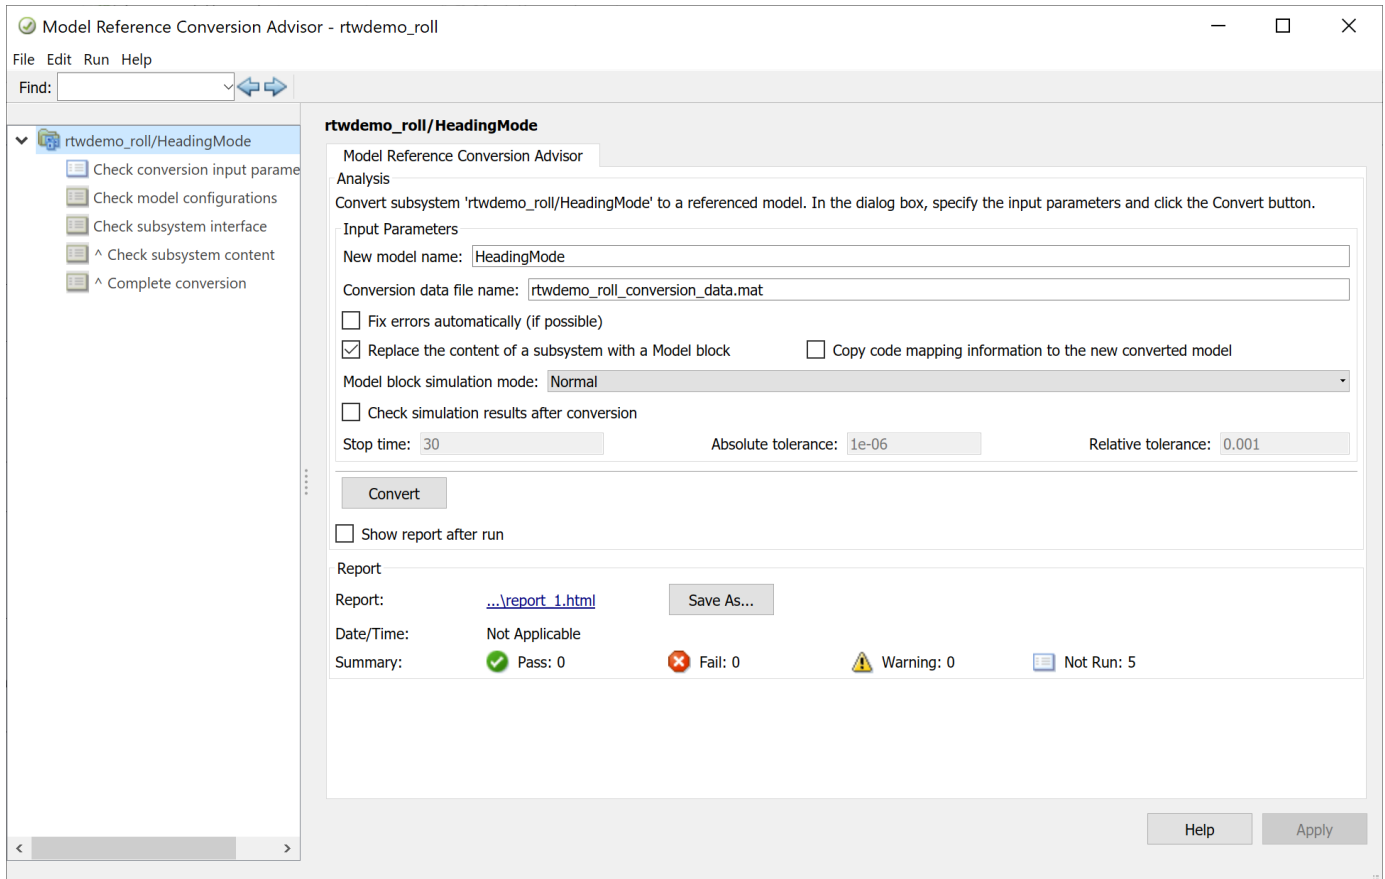 Model Reference Conversion Advisor - rtwdemo_roll
File Edit Run Help
Find:
rtwdemo_roll/HeadingMode
Check conversion input parame
Check model configurations
Check subsystem interface
^ Check subsystem content
^ Complete conversion
rtwdemo_roll/HeadingMode
Model Reference Conversion Advisor
Analysis
Convert subsystem 'rtwdemo_roll/HeadingMode' to a referenced model. In the dialog box, specify the input parameters and click the Convert button.
Input Parameters
New model name: HeadingMode
Conversion data file name: rtwdemo_roll_conversion_data.mat
Fix errors automatically (if possible)
Replace the content of a subsystem with a Model block Copy code mapping information to the new converted model
Model block simulation mode: Normal
Check simulation results after conversion
Stop time: 30 Absolute tolerance: 1e-06 Relative tolerance: 0.001
Convert
Show report after run
Report
Report: ...\report_1.html Save As...
Date/Time: Not Applicable
Summary: Pass: 0 Fail: 0 Warning: 0 Not Run: 5
Help Apply